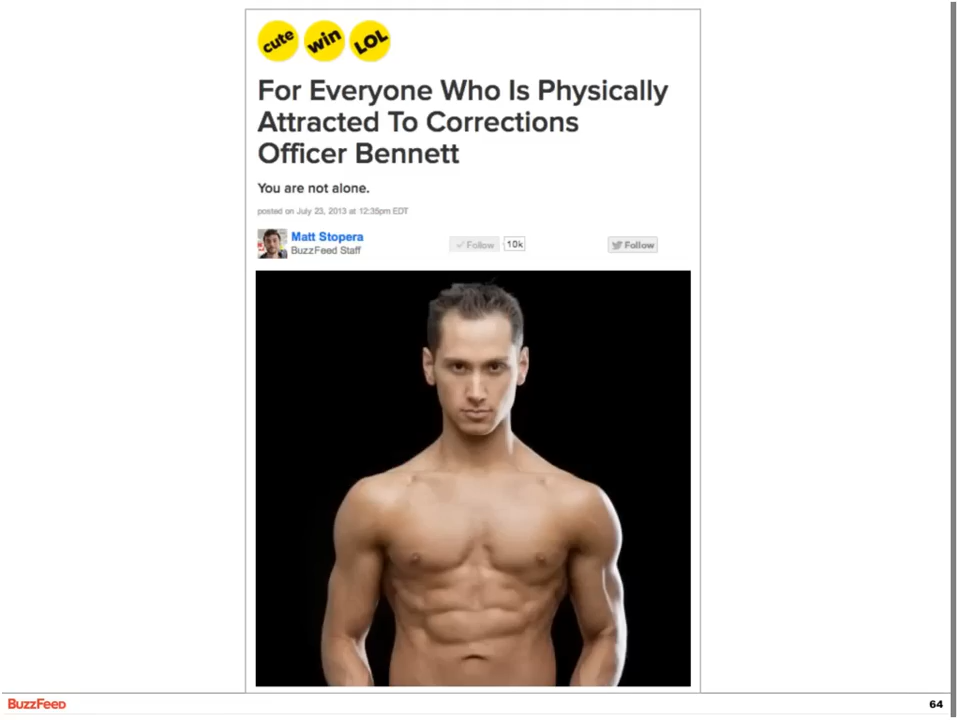 cute win LOL
For Everyone Who Is Physically
Attracted To Corrections
Officer Bennett
You are not alone.
posted on July 23, 2013 at 12:35pm EDT
Matt Stopera
BuzzFeed Staff
Follow 10k
Follow
BuzzFeed
64